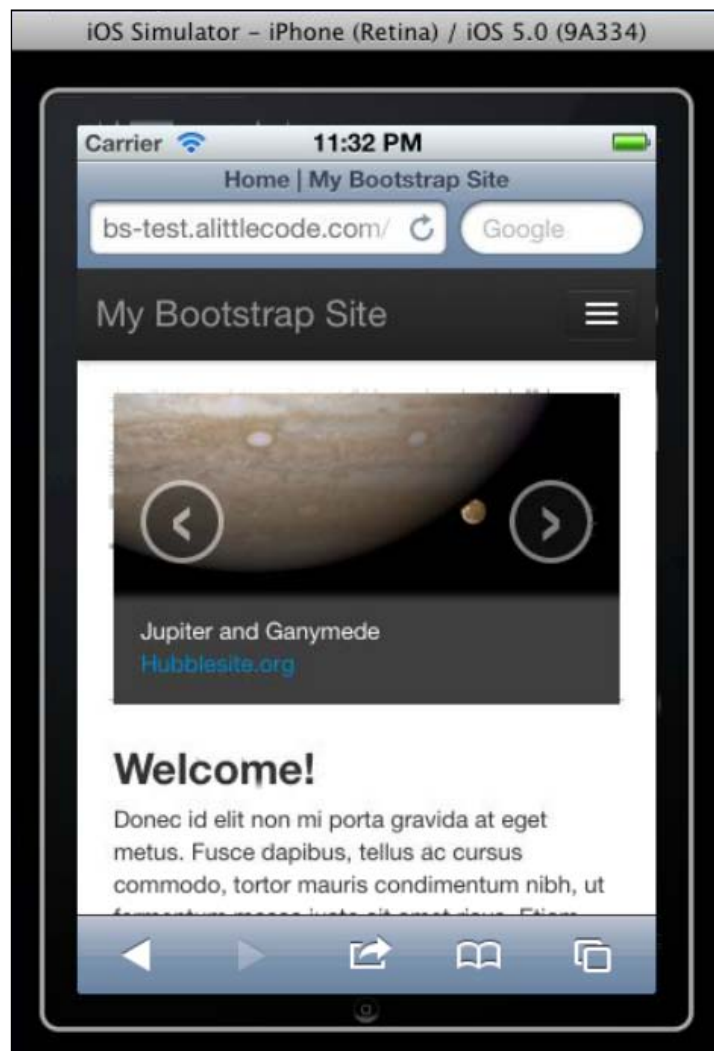 iOS Simulator – iPhone (Retina) / iOS 5.0 (9A334)
Carrier 11:32 PM
Home | My Bootstrap Site
bs-test.alittlecode.com/ Google
My Bootstrap Site
Jupiter and Ganymede
Hubblesite.org
Welcome!
Donec id elit non mi porta gravida at eget
metus. Fusce dapibus, tellus ac cursus
commodo, tortor mauris condimentum nibh, ut